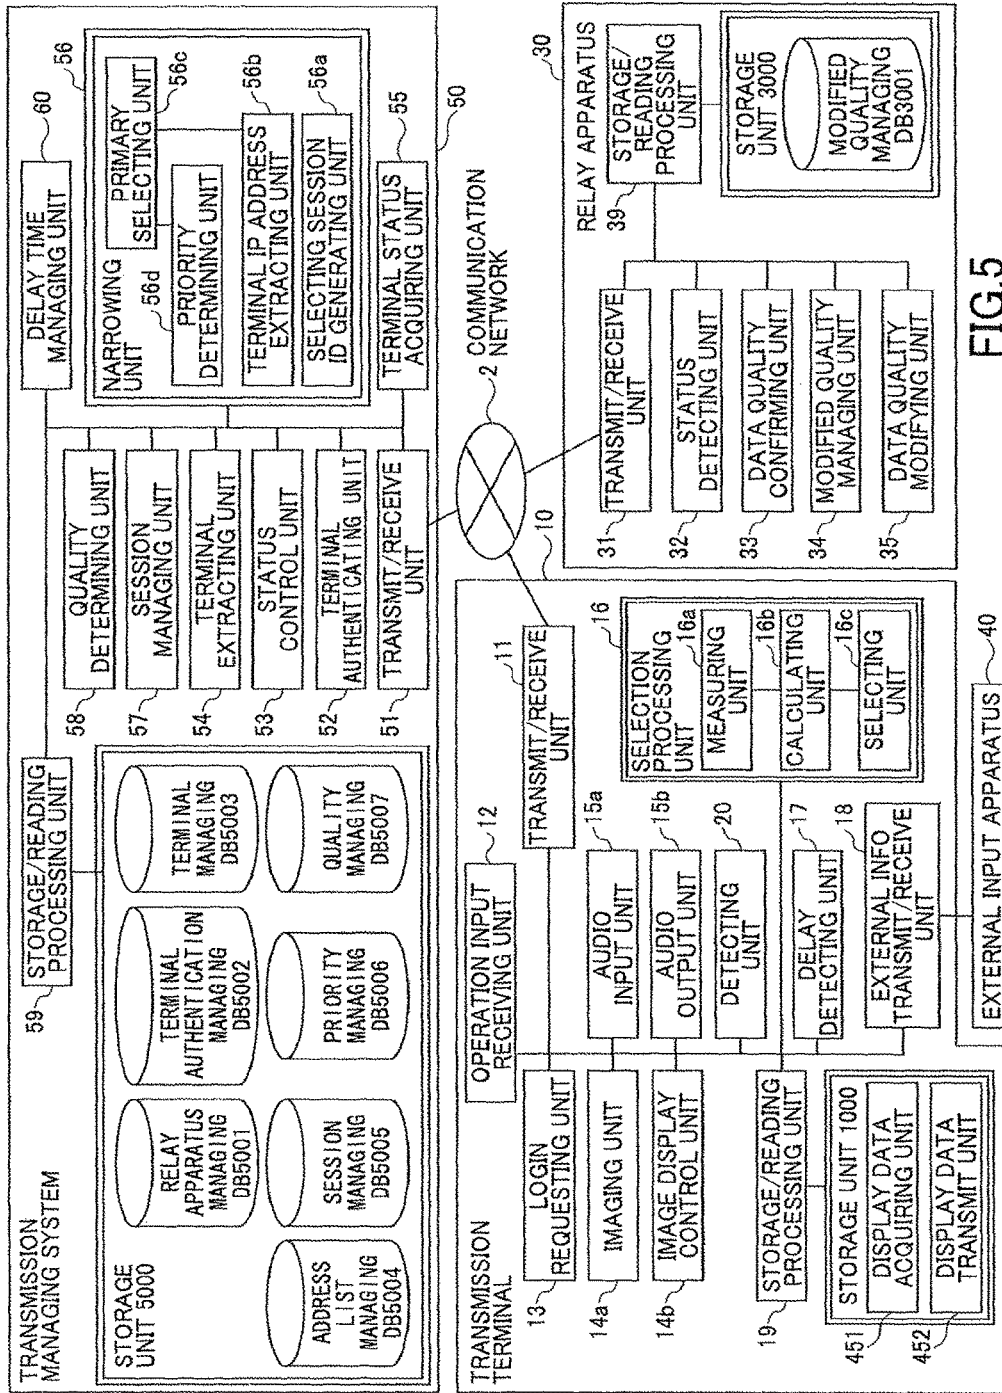 TRANSMISSION
MANAGING SYSTEM
59
STORAGE/READING
PROCESSING UNIT
STORAGE
UNIT 5000
RELAY
APPARATUS
MANAGING
DB5001
TERMINAL
AUTHENTICATION
MANAGING
DB5002
TERMINAL
MANAGING
DB5003
ADDRESS
LIST
MANAGING
DB5004
SESSION
MANAGING
DB5005
PRIORITY
MANAGING
DB5006
QUALITY
MANAGING
DB5007
58
QUALITY
DETERMINING UNIT
57
SESSION
MANAGING UNIT
54
TERMINAL
EXTRACTING UNIT
53
STATUS
CONTROL UNIT
52
TERMINAL
AUTHENTICATING UNIT
51
TRANSMIT/RECEIVE
UNIT
DELAY TIME
MANAGING UNIT
60
56
NARROWING
UNIT
PRIMARY
SELECTING UNIT
56c
56d
PRIORITY
DETERMINING UNIT
TERMINAL IP ADDRESS
EXTRACTING UNIT
56b
SELECTING SESSION
ID GENERATING UNIT
56a
TERMINAL STATUS
ACQUIRING UNIT
55
50
2
COMMUNICATION
NETWORK
TRANSMISSION
TERMINAL
10
OPERATION INPUT
RECEIVING UNIT
12
TRANSMIT/RECEIVE
UNIT
11
13
LOGIN
REQUESTING UNIT
14a
IMAGING UNIT
14b
IMAGE DISPLAY
CONTROL UNIT
19
STORAGE/READING
PROCESSING UNIT
STORAGE UNIT 1000
451
DISPLAY DATA
ACQUIRING UNIT
452
DISPLAY DATA
TRANSMIT UNIT
AUDIO
INPUT UNIT
15a
AUDIO
OUTPUT UNIT
15b
DETECTING
UNIT
20
DELAY
DETECTING UNIT
17
EXTERNAL INFO
TRANSMIT/RECEIVE
UNIT
18
16
SELECTION
PROCESSING
UNIT
16a
MEASURING
UNIT
16b
CALCULATING
UNIT
16c
SELECTING
UNIT
EXTERNAL INPUT APPARATUS
40
30
RELAY APPARATUS
31
TRANSMIT/RECEIVE
UNIT
32
STATUS
DETECTING UNIT
33
DATA QUALITY
CONFIRMING UNIT
34
MODIFIED QUALITY
MANAGING UNIT
35
DATA QUALITY
MODIFYING UNIT
39
STORAGE/
READING
PROCESSING
UNIT
STORAGE
UNIT 3000
MODIFIED
QUALITY
MANAGING
DB3001
FIG.5